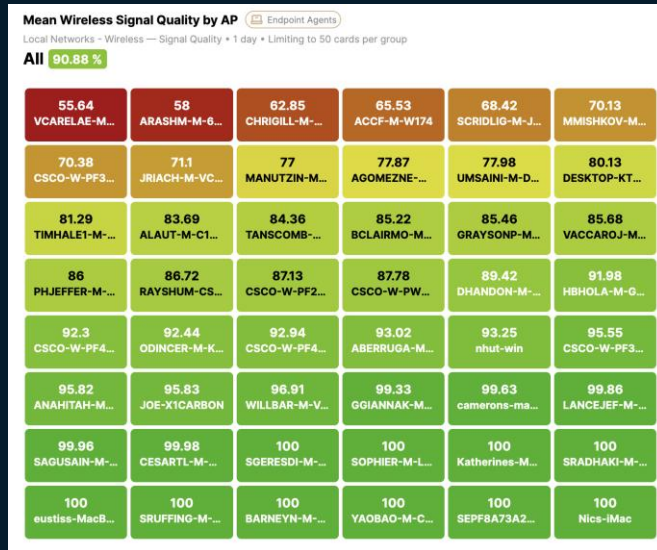 Mean Wireless Signal Quality by AP Endpoint Agents
Local Networks - Wireless — Signal Quality • 1 day • Limiting to 50 cards per group
All 90.88 %
55.64 58 62.85 65.53 68.42 70.13
VCARELAE-M... ARASHM-M-6... CHRIGILL-M-... ACCF-M-W174 SCRIDLIG-M-J... MMISHKOV-M...
70.38 71.1 77 77.87 77.98 80.13
CSCO-W-PF3... JRIACH-M-VC... MANUTZIN-M... AGOMEZNE-... UMSAINI-M-D... DESKTOP-KT...
81.29 83.69 84.36 85.22 85.46 85.68
TIMHALE1-M-... ALAUT-M-C1... TANSCOMB-... BCLAIRMO-M... GRAYSONP-M... VACCAROJ-M...
86 86.72 87.13 87.78 89.42 91.98
PHJEFFER-M-... RAYSHUM-CS... CSCO-W-PF2... CSCO-W-PW... DHANDON-M-... HBHOLA-M-G...
92.3 92.44 92.94 93.02 93.25 95.55
CSCO-W-PF4... ODINCER-M-K... CSCO-W-PF4... ABERRUGA-M... nhut-win CSCO-W-PF3...
95.82 95.83 96.91 99.33 99.63 99.86
ANAHITAH-M... JOE-X1CARBON WILLBAR-M-V... GGIANNAK-M... camerons-ma... LANCEJEF-M-...
99.96 99.98 100 100 100 100
SAGUSAIN-M-... CESARTL-M-... SGERESDI-M-... SOPHIER-M-L... Katherines-M... SRADHAKI-M-...
100 100 100 100 100 100
eustiss-MacB... SRUFFING-M-... BARNEYN-M-... YAOBAO-M-C... SEPF8A73A2... Nics-iMac